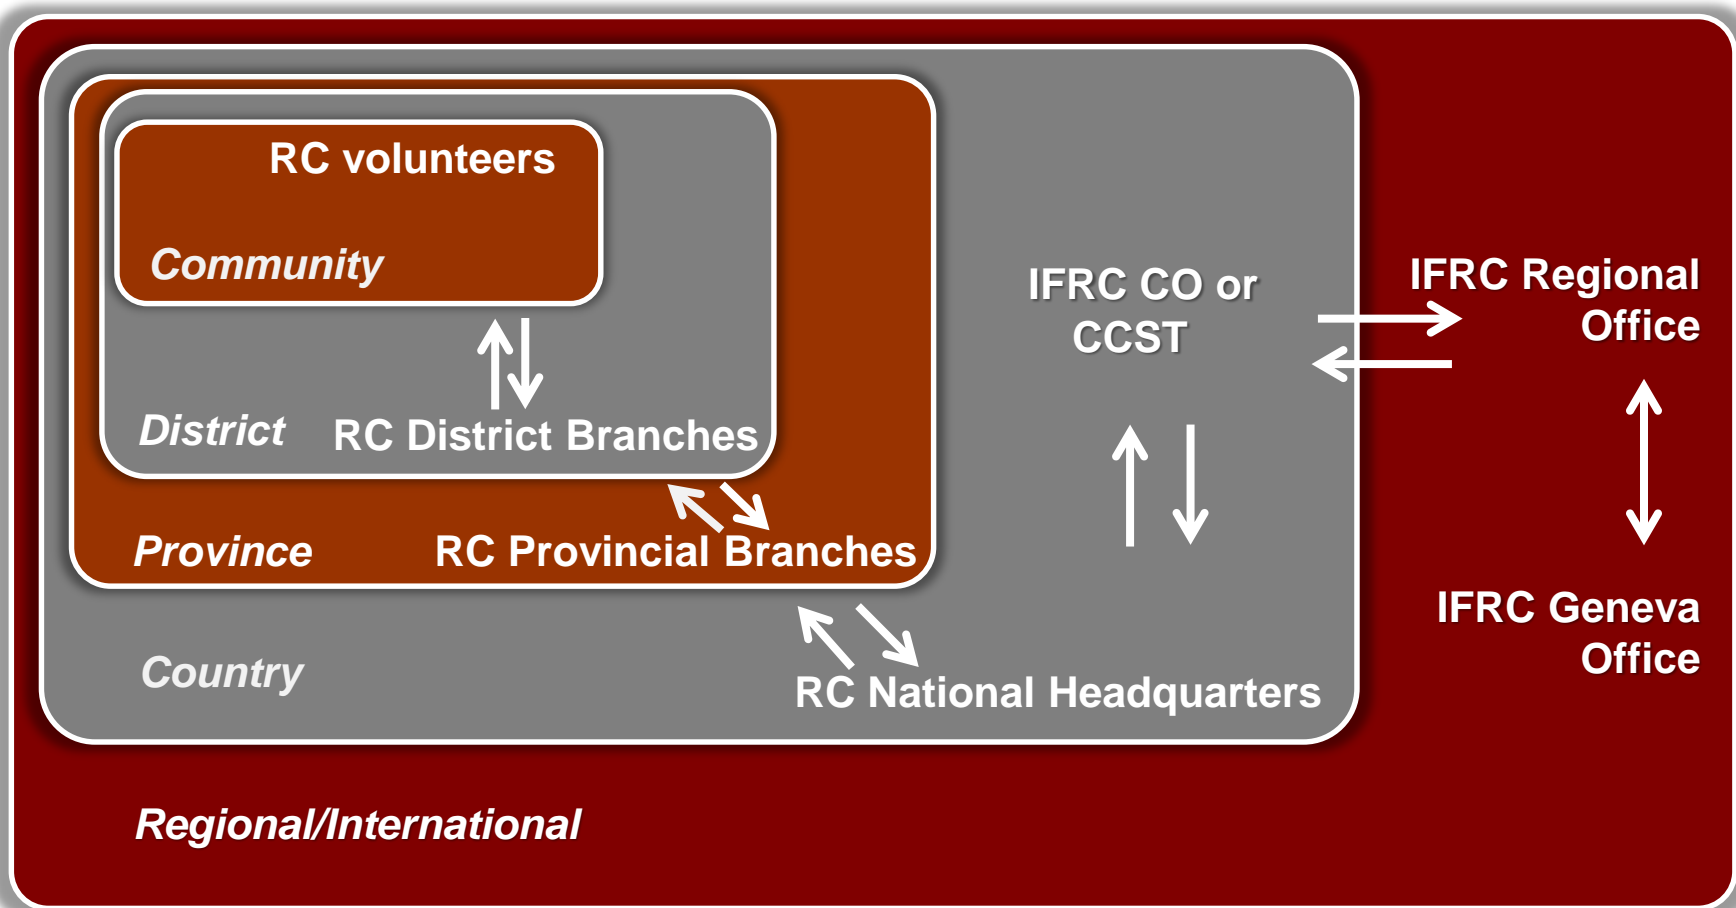 RC volunteers
Community
IFRC CO or
CCST
IFRC Regional
Office
District
RC District Branches
Province
RC Provincial Branches
IFRC Geneva
Office
Country
RC National Headquarters
Regional/International